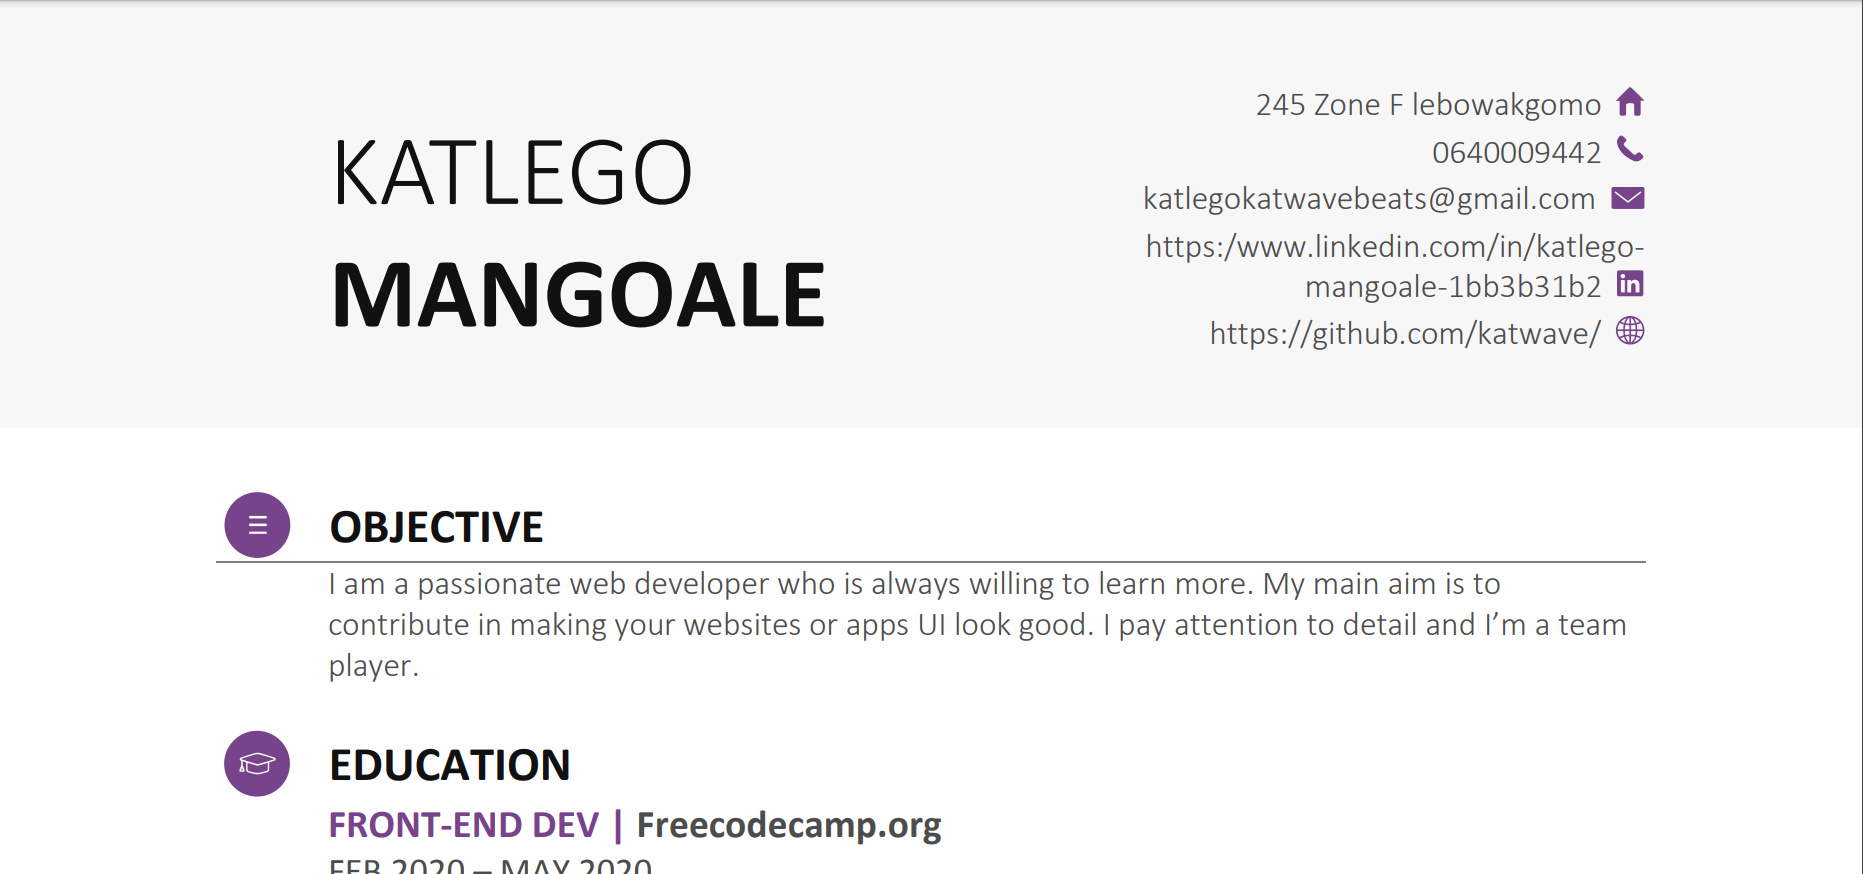 KATLEGO
MANGOALE
245 Zone F lebowakgomo
0640009442
katlegokatwavebeats@gmail.com
https:/www.linkedin.com/in/katlego-
mangoale-1bb3b31b2
https://github.com/katwave/
OBJECTIVE
I am a passionate web developer who is always willing to learn more. My main aim is to
contribute in making your websites or apps UI look good. I pay attention to detail and I’m a team
player.
EDUCATION
FRONT-END DEV | Freecodecamp.org
FEB 2020 – MAY 2020